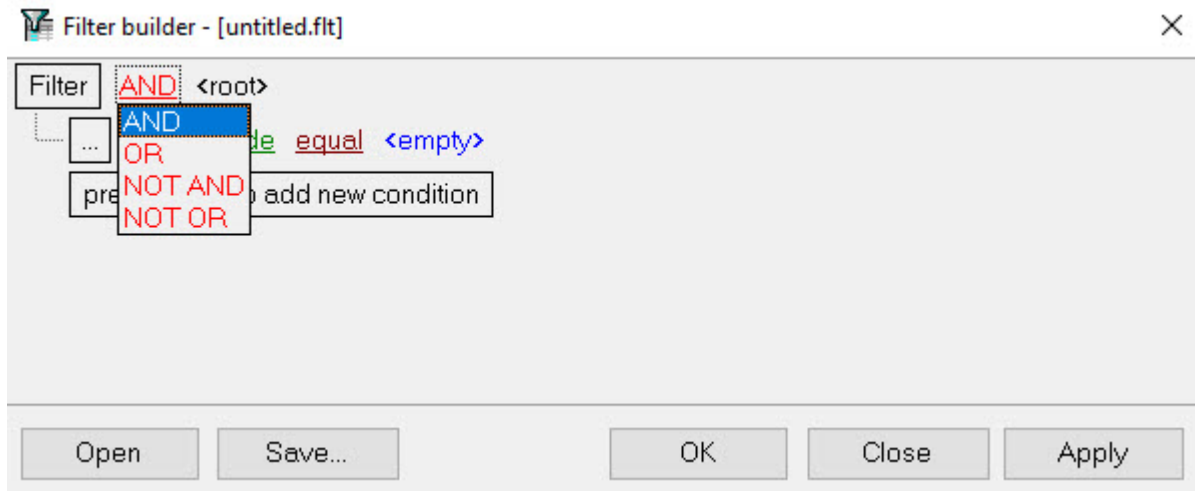 Filter builder - [untitled.flt]
Filter AND <root>
AND
... equal <empty>
OR
NOT AND
add new condition
NOT OR
Open Save... OK Close Apply